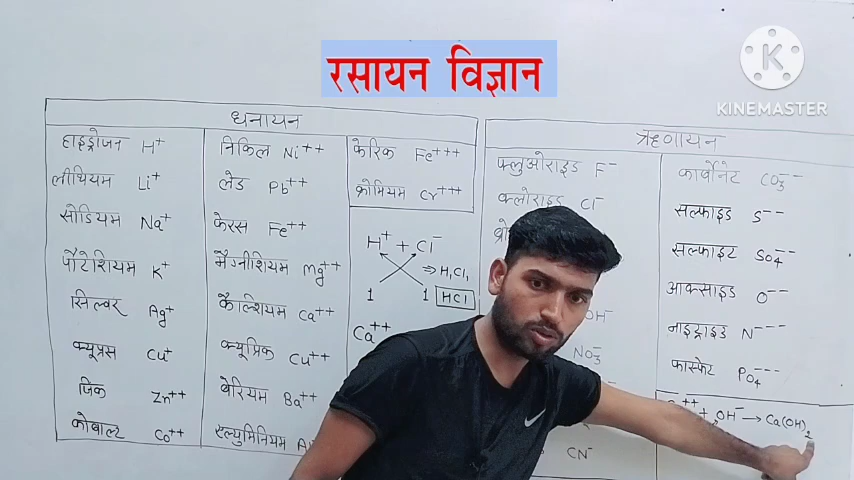 रसायन विज्ञान
K
KINEMASTER
धनायन
हाइड्रोजन H⁺
लीथियम Li⁺
सोडियम Na⁺
पौटेशियम K⁺
सिल्वर Ag⁺
क्यूप्रस Cu⁺
जिंक Zn⁺⁺
कोबाल्ट Co⁺⁺
निकिल Ni⁺⁺
लेड Pb⁺⁺
फेरस Fe⁺⁺
मैग्नीशियम Mg⁺⁺
कैल्शियम Ca⁺⁺
क्यूप्रिक Cu⁺⁺
बेरियम Ba⁺⁺
एल्युमिनियम
फेरिक Fe⁺⁺⁺
क्रोमियम Cr⁺⁺⁺
H⁺ + Cl⁻
⇒ H₁Cl₁
1 1 HCl
Ca⁺⁺
ऋणायन
फ्लुओराइड F⁻
क्लोराइड Cl⁻
OH⁻
NO₃⁻
CN⁻
कार्बोनेट CO₃⁻⁻
सल्फाइड S⁻⁻
सल्फाइट SO₄⁻⁻
आक्साइड O⁻⁻
नाइट्राइड N⁻⁻⁻
फास्फेट PO₄⁻⁻⁻
⁺⁺ + OH⁻ → Ca(OH)₂